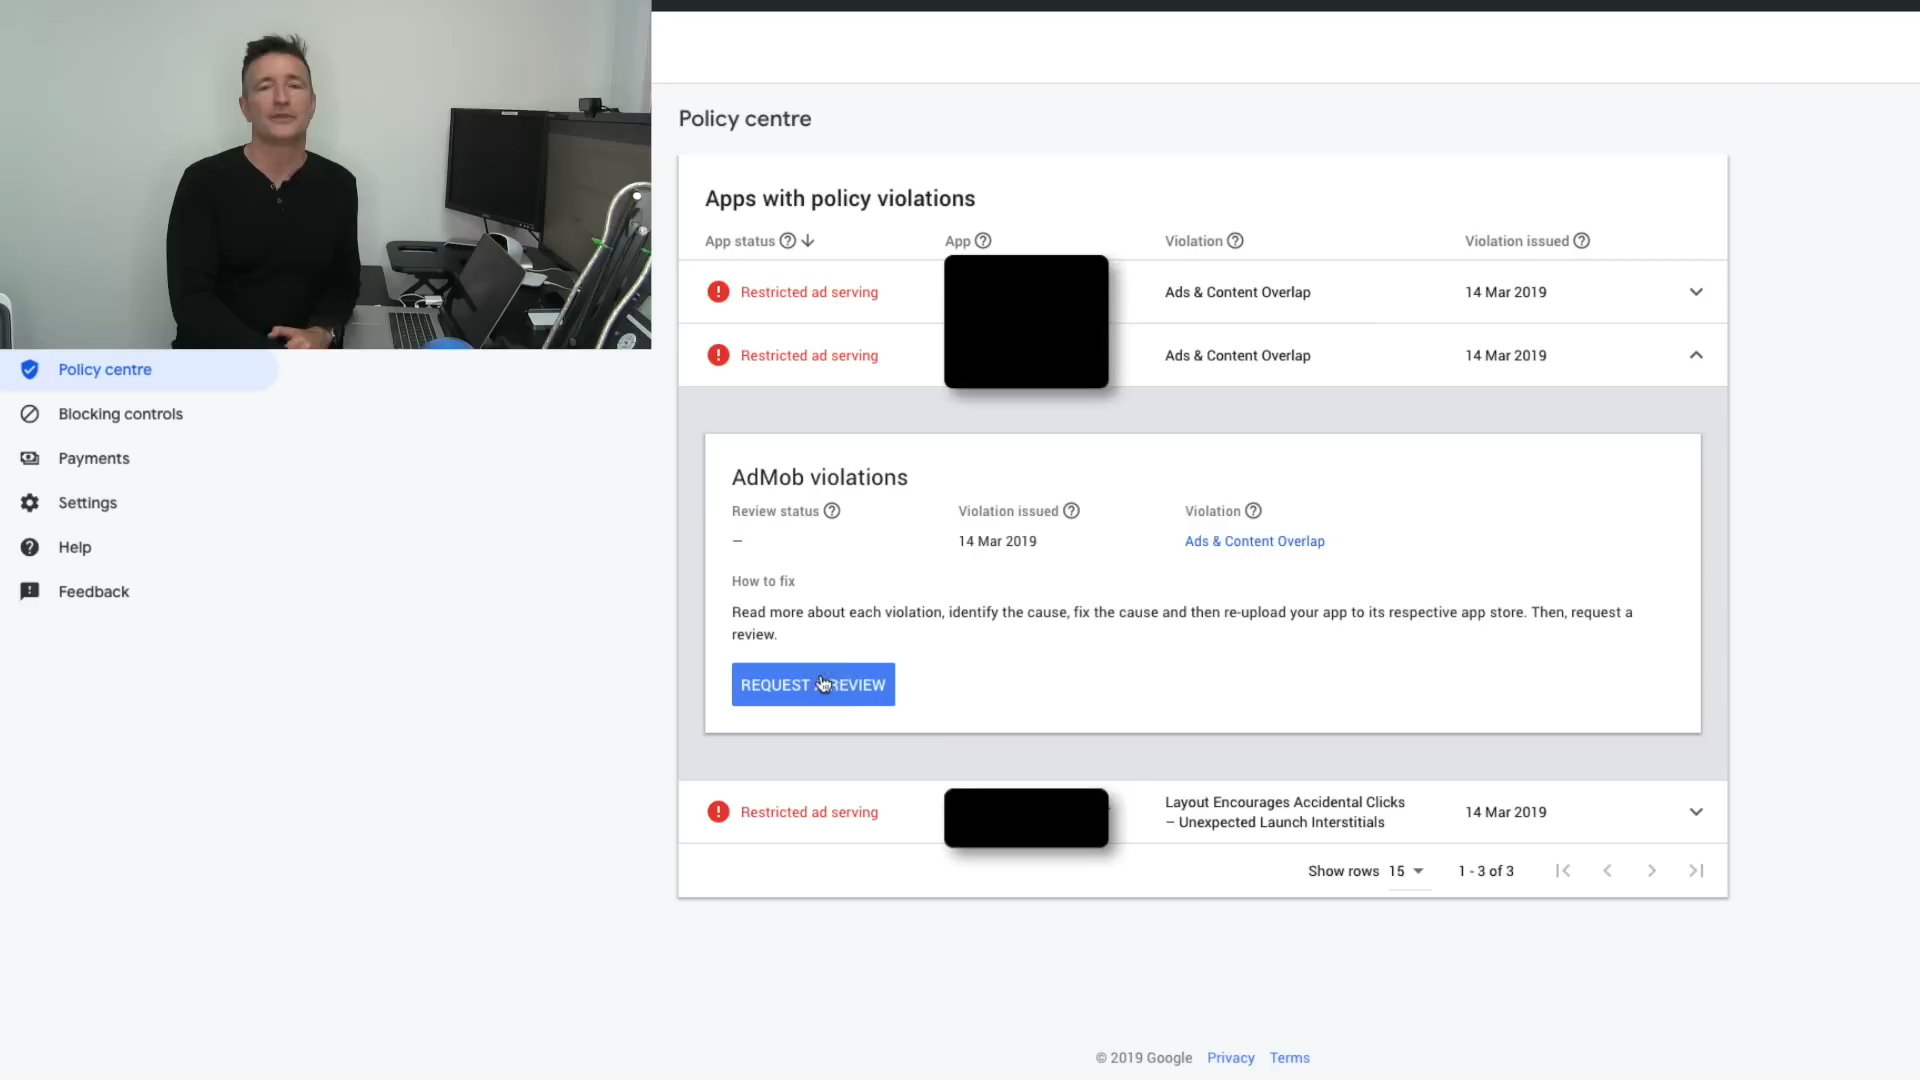 Policy centre
Apps with policy violations
App status
App
Violation
Violation issued
Restricted ad serving
Ads & Content Overlap
14 Mar 2019
Restricted ad serving
Ads & Content Overlap
14 Mar 2019
AdMob violations
Review status
Violation issued
Violation
–
14 Mar 2019
Ads & Content Overlap
How to fix
Read more about each violation, identify the cause, fix the cause and then re-upload your app to its respective app store. Then, request a
review.
REQUEST REVIEW
Restricted ad serving
Layout Encourages Accidental Clicks
– Unexpected Launch Interstitials
14 Mar 2019
Show rows 15
1 - 3 of 3
Policy centre
Blocking controls
Payments
Settings
Help
Feedback
© 2019 Google Privacy Terms